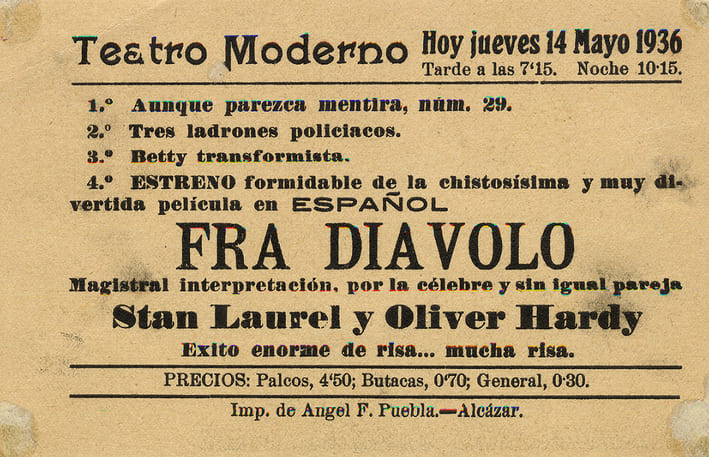 Teatro Moderno
Hoy jueves 14 Mayo 1936
Tarde a las 7'15. Noche 10·15.
1.º Aunque parezca mentira, núm. 29.
2.º Tres ladrones policiacos.
3.º Betty transformista.
4.º ESTRENO formidable de la chistosísima y muy di-
vertida película en ESPAÑOL
FRA DIAVOLO
Magistral interpretación, por la célebre y sin igual pareja
Stan Laurel y Oliver Hardy
Exito enorme de risa... mucha risa.
PRECIOS: Palcos, 4'50; Butacas, 0'70; General, 0·30.
Imp. de Angel F. Puebla.—Alcázar.